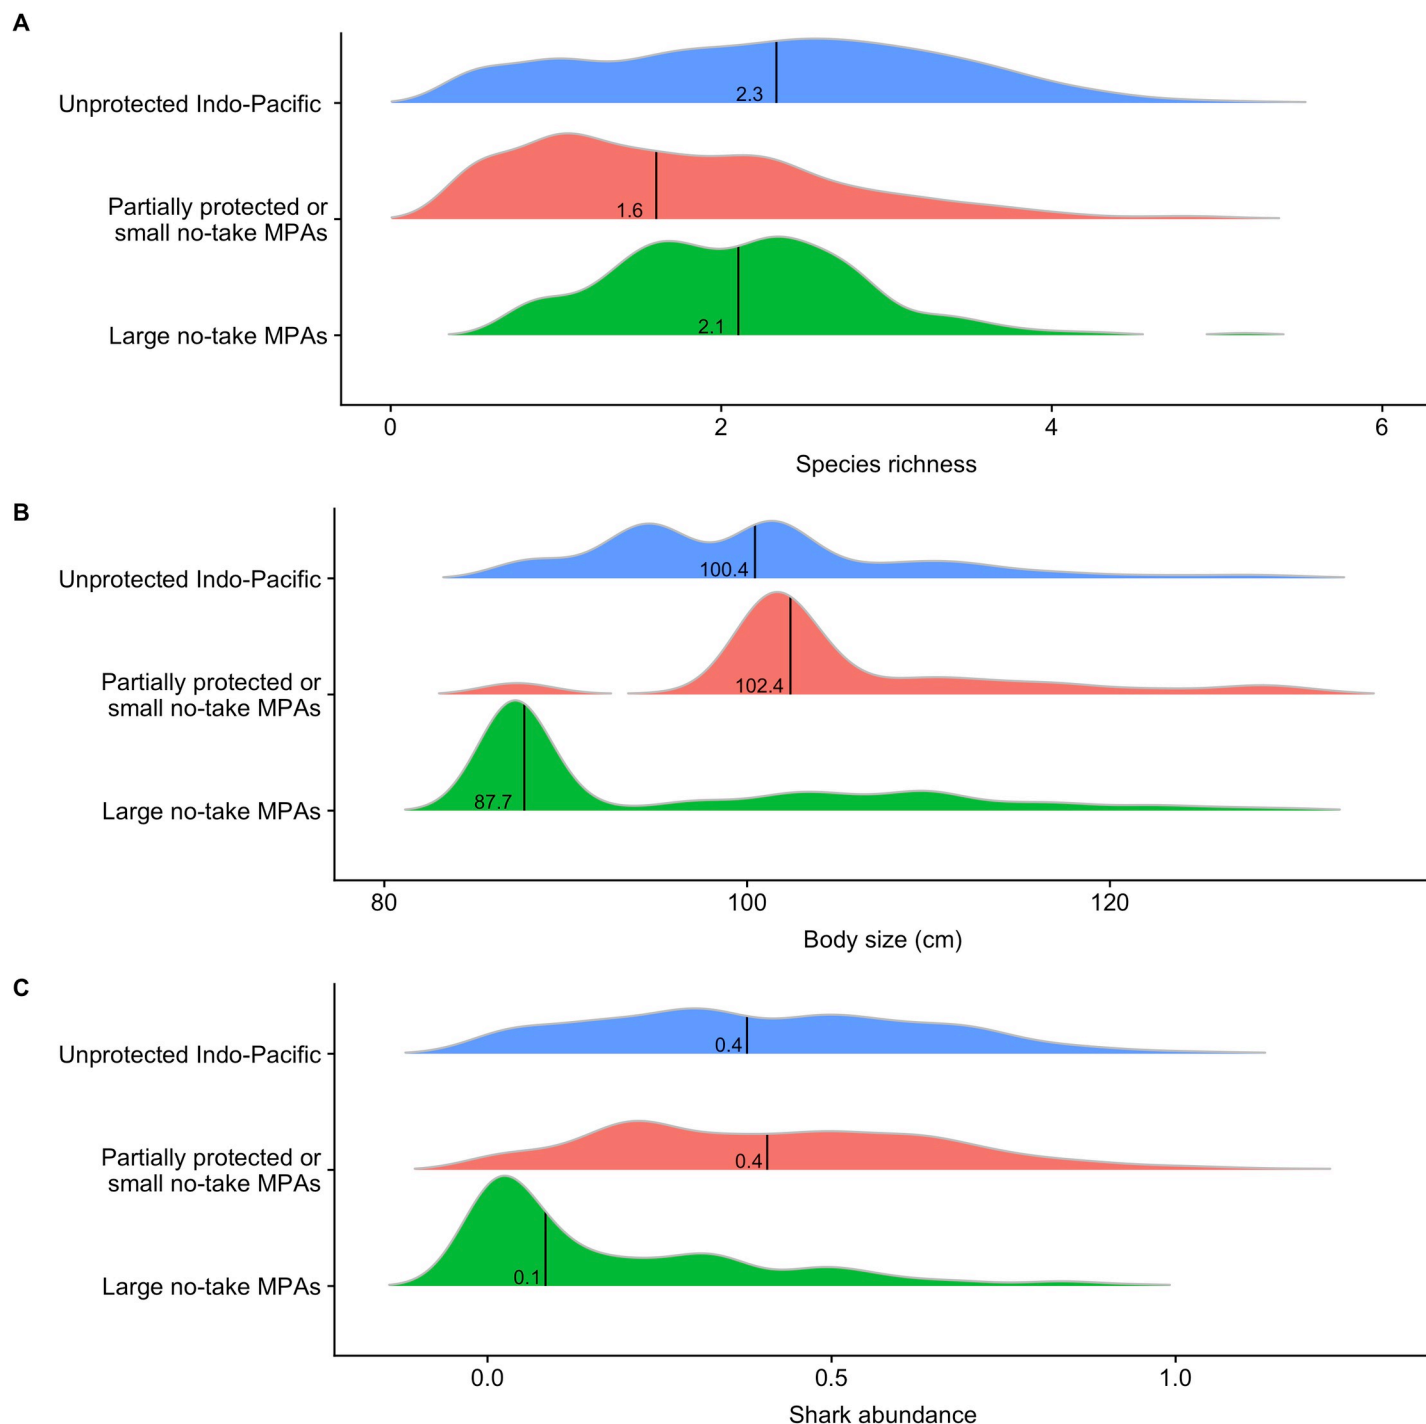 A
Unprotected Indo-Pacific
2.3
Partially protected or
small no-take MPAs
1.6
Large no-take MPAs
2.1
0 2 4 6
Species richness
B
Unprotected Indo-Pacific
100.4
Partially protected or
small no-take MPAs
102.4
Large no-take MPAs
87.7
80 100 120
Body size (cm)
C
Unprotected Indo-Pacific
0.4
Partially protected or
small no-take MPAs
0.4
Large no-take MPAs
0.1
0.0 0.5 1.0
Shark abundance